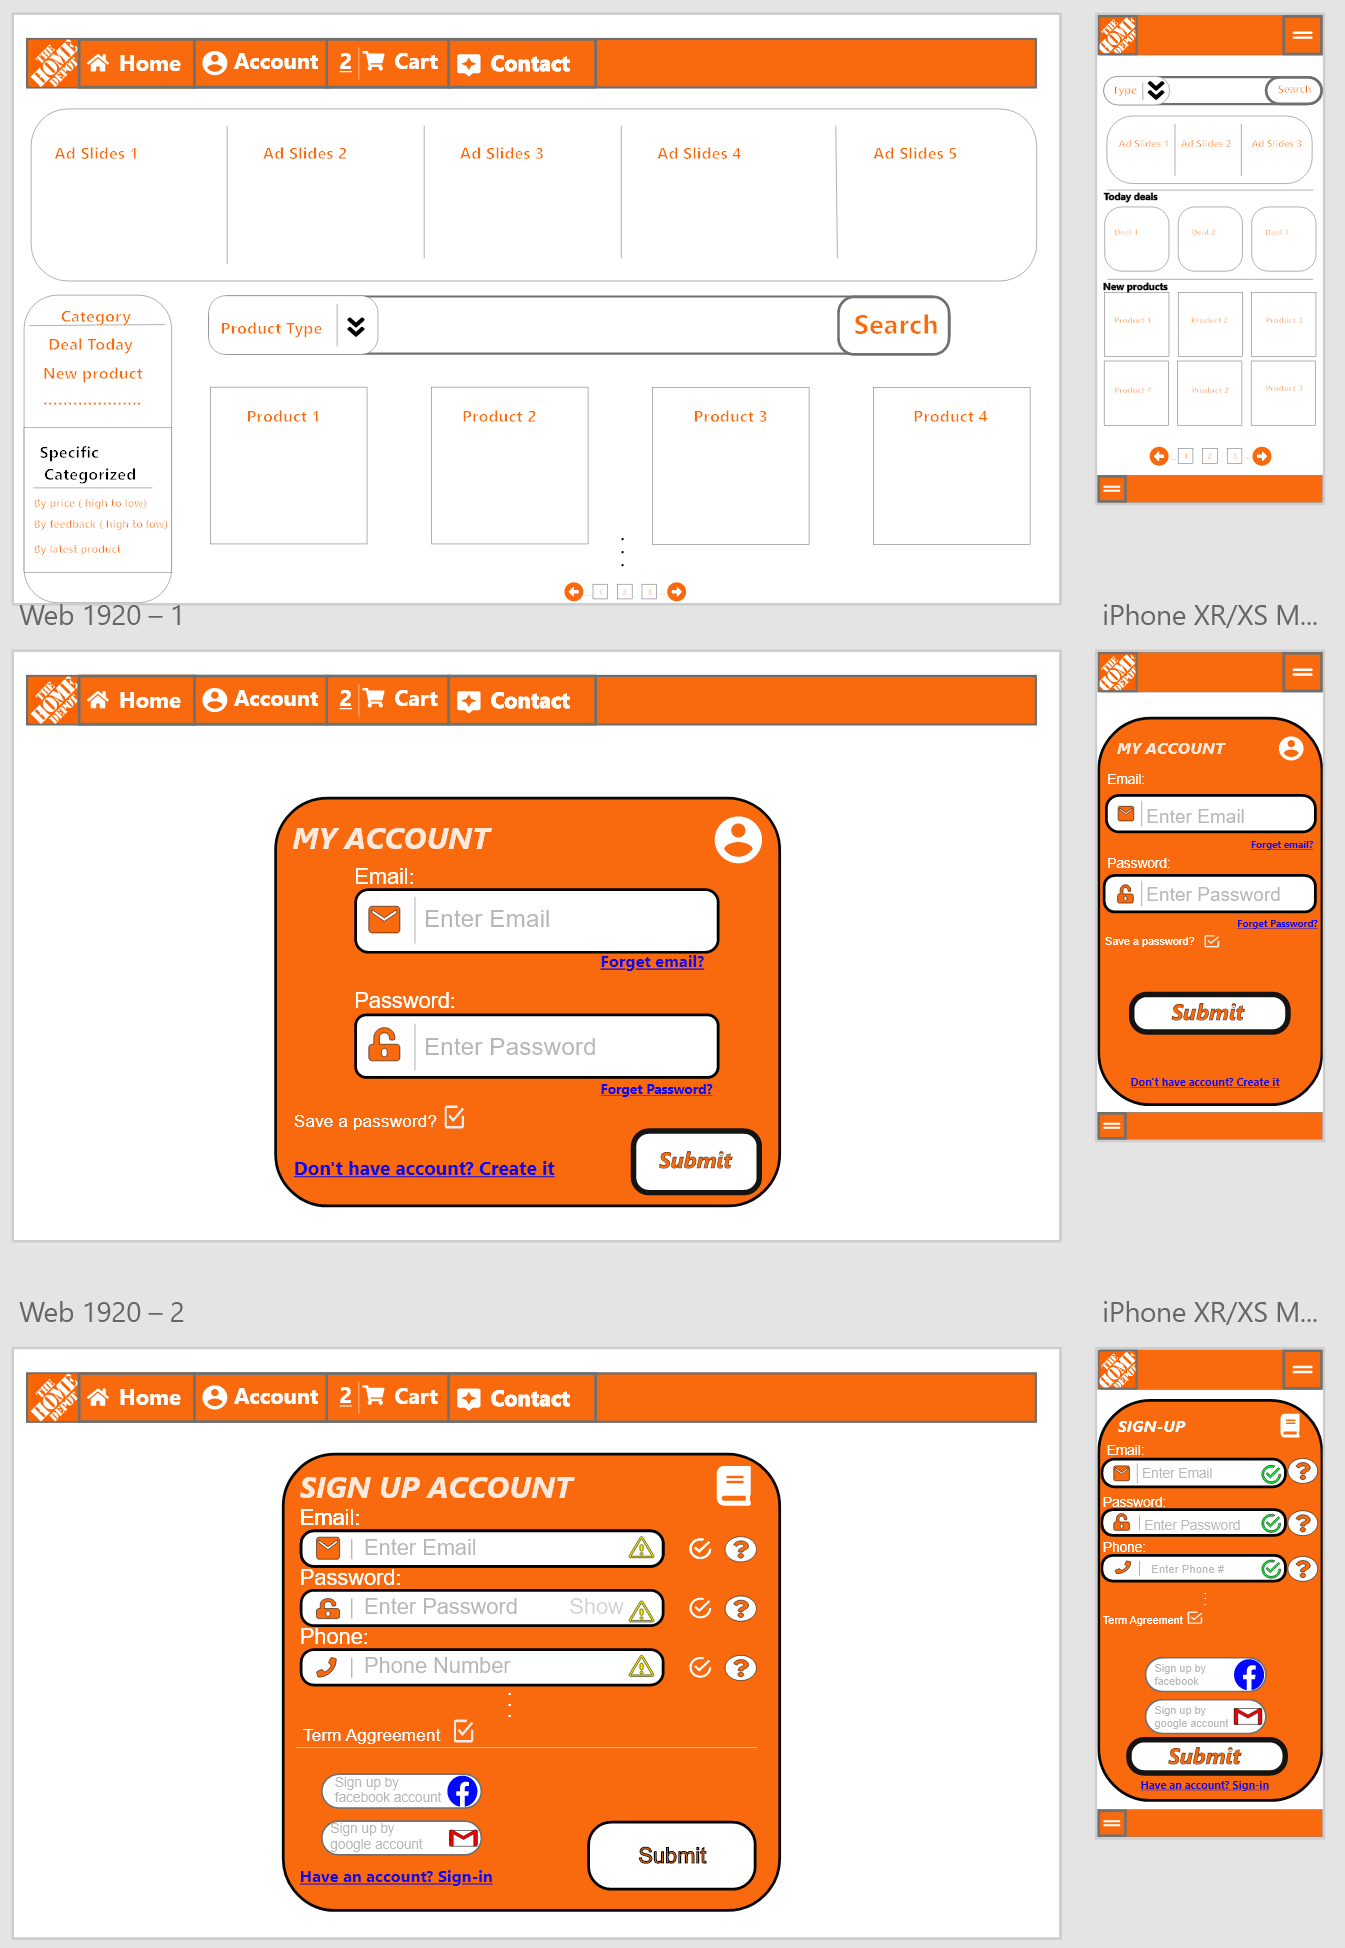 THE HOME DEPOT
Home
Account
2
Cart
Contact
Ad Slides 1
Ad Slides 2
Ad Slides 3
Ad Slides 4
Ad Slides 5
Category
Deal Today
New product
....................
Specific
Categorized
By price ( high to low)
By feedback ( high to low)
By latest product
Product Type
Search
Product 1
Product 2
Product 3
Product 4
1
2
3
THE HOME DEPOT
Type
Search
Ad Slides 1
Ad Slides 2
Ad Slides 3
Today deals
Deal 1
Deal 2
Deal 3
New products
Product 1
Product 2
Product 3
Product 4
Product 2
Product 3
1
2
3
Web 1920 – 1
iPhone XR/XS M...
THE HOME DEPOT
Home
Account
2
Cart
Contact
MY ACCOUNT
Email:
Enter Email
Forget email?
Password:
Enter Password
Forget Password?
Save a password?
Don't have account? Create it
Submit
THE HOME DEPOT
MY ACCOUNT
Email:
Enter Email
Forget email?
Password:
Enter Password
Forget Password?
Save a password?
Submit
Don't have account? Create it
Web 1920 – 2
iPhone XR/XS M...
THE HOME DEPOT
Home
Account
2
Cart
Contact
SIGN UP ACCOUNT
Email:
Enter Email
?
Password:
Enter Password
Show
?
Phone:
Phone Number
?
Term Aggreement
Sign up by
facebook account
Sign up by
google account
Have an account? Sign-in
Submit
THE HOME DEPOT
SIGN-UP
Email:
Enter Email
?
Password:
Enter Password
?
Phone:
Enter Phone #
?
Term Agreement
Sign up by
facebook
Sign up by
google account
Submit
Have an account? Sign-in